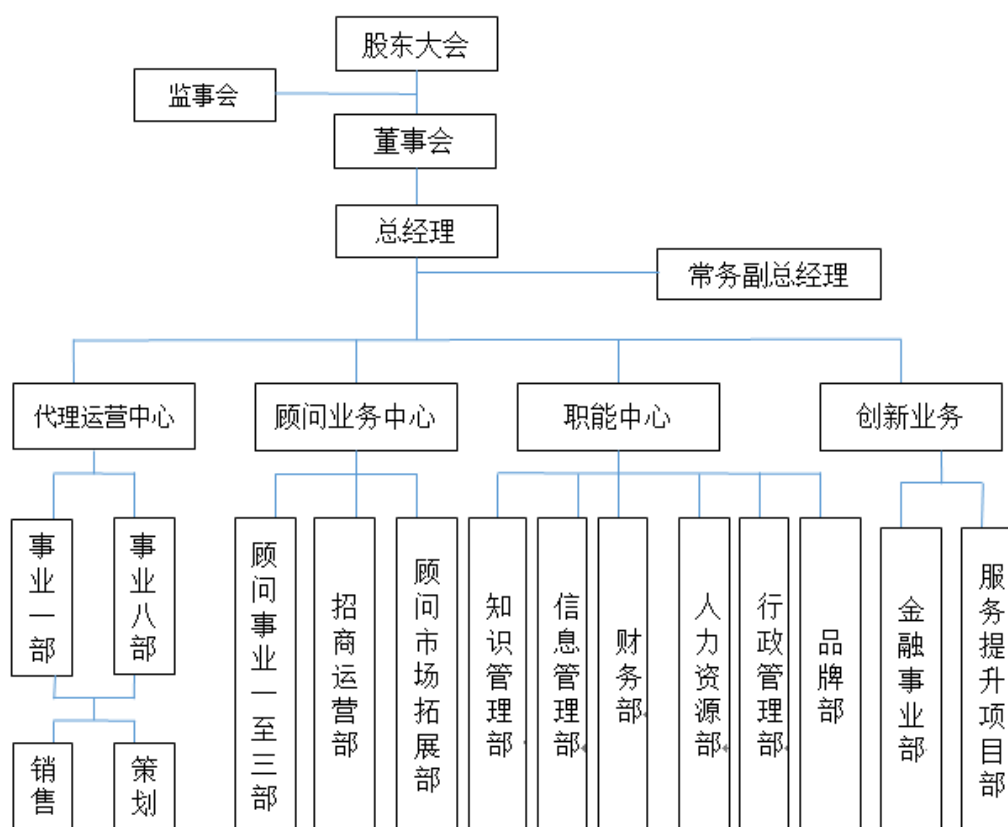 股东大会
监事会
董事会
总经理
常务副总经理
代理运营中心
顾问业务中心
职能中心
创新业务
事业一部
事业八部
顾问事业一至三部
招商运营部
顾问市场拓展部
知识管理部
信息管理部
财务部
人力资源部
行政管理部
品牌部
金融事业部
服务提升项目部
销售
策划